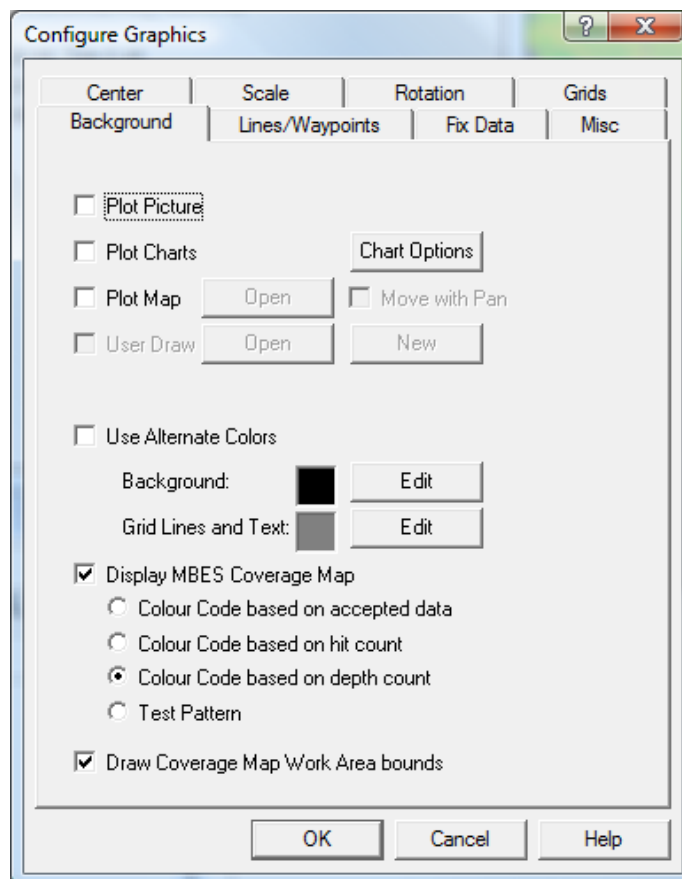 Configure Graphics
Center Scale Rotation Grids
Background Lines/Waypoints Fix Data Misc
Plot Picture
Plot Charts Chart Options
Plot Map Open Move with Pan
User Draw Open New
Use Alternate Colors
Background: Edit
Grid Lines and Text: Edit
Display MBES Coverage Map
Colour Code based on accepted data
Colour Code based on hit count
Colour Code based on depth count
Test Pattern
Draw Coverage Map Work Area bounds
OK Cancel Help